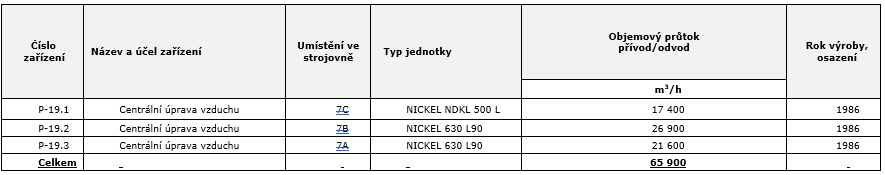 Číslo zařízení | Název a účel zařízení | Umístění ve strojovně | Typ jednotky | Objemový průtok přívod/odvod | Rok výroby, osazení
m³/h
P-19.1 | Centrální úprava vzduchu | 7C | NICKEL NDKL 500 L | 17 400 | 1986
P-19.2 | Centrální úprava vzduchu | 7B | NICKEL 630 L90 | 26 900 | 1986
P-19.3 | Centrální úprava vzduchu | 7A | NICKEL 630 L90 | 21 600 | 1986
Celkem | 65 900